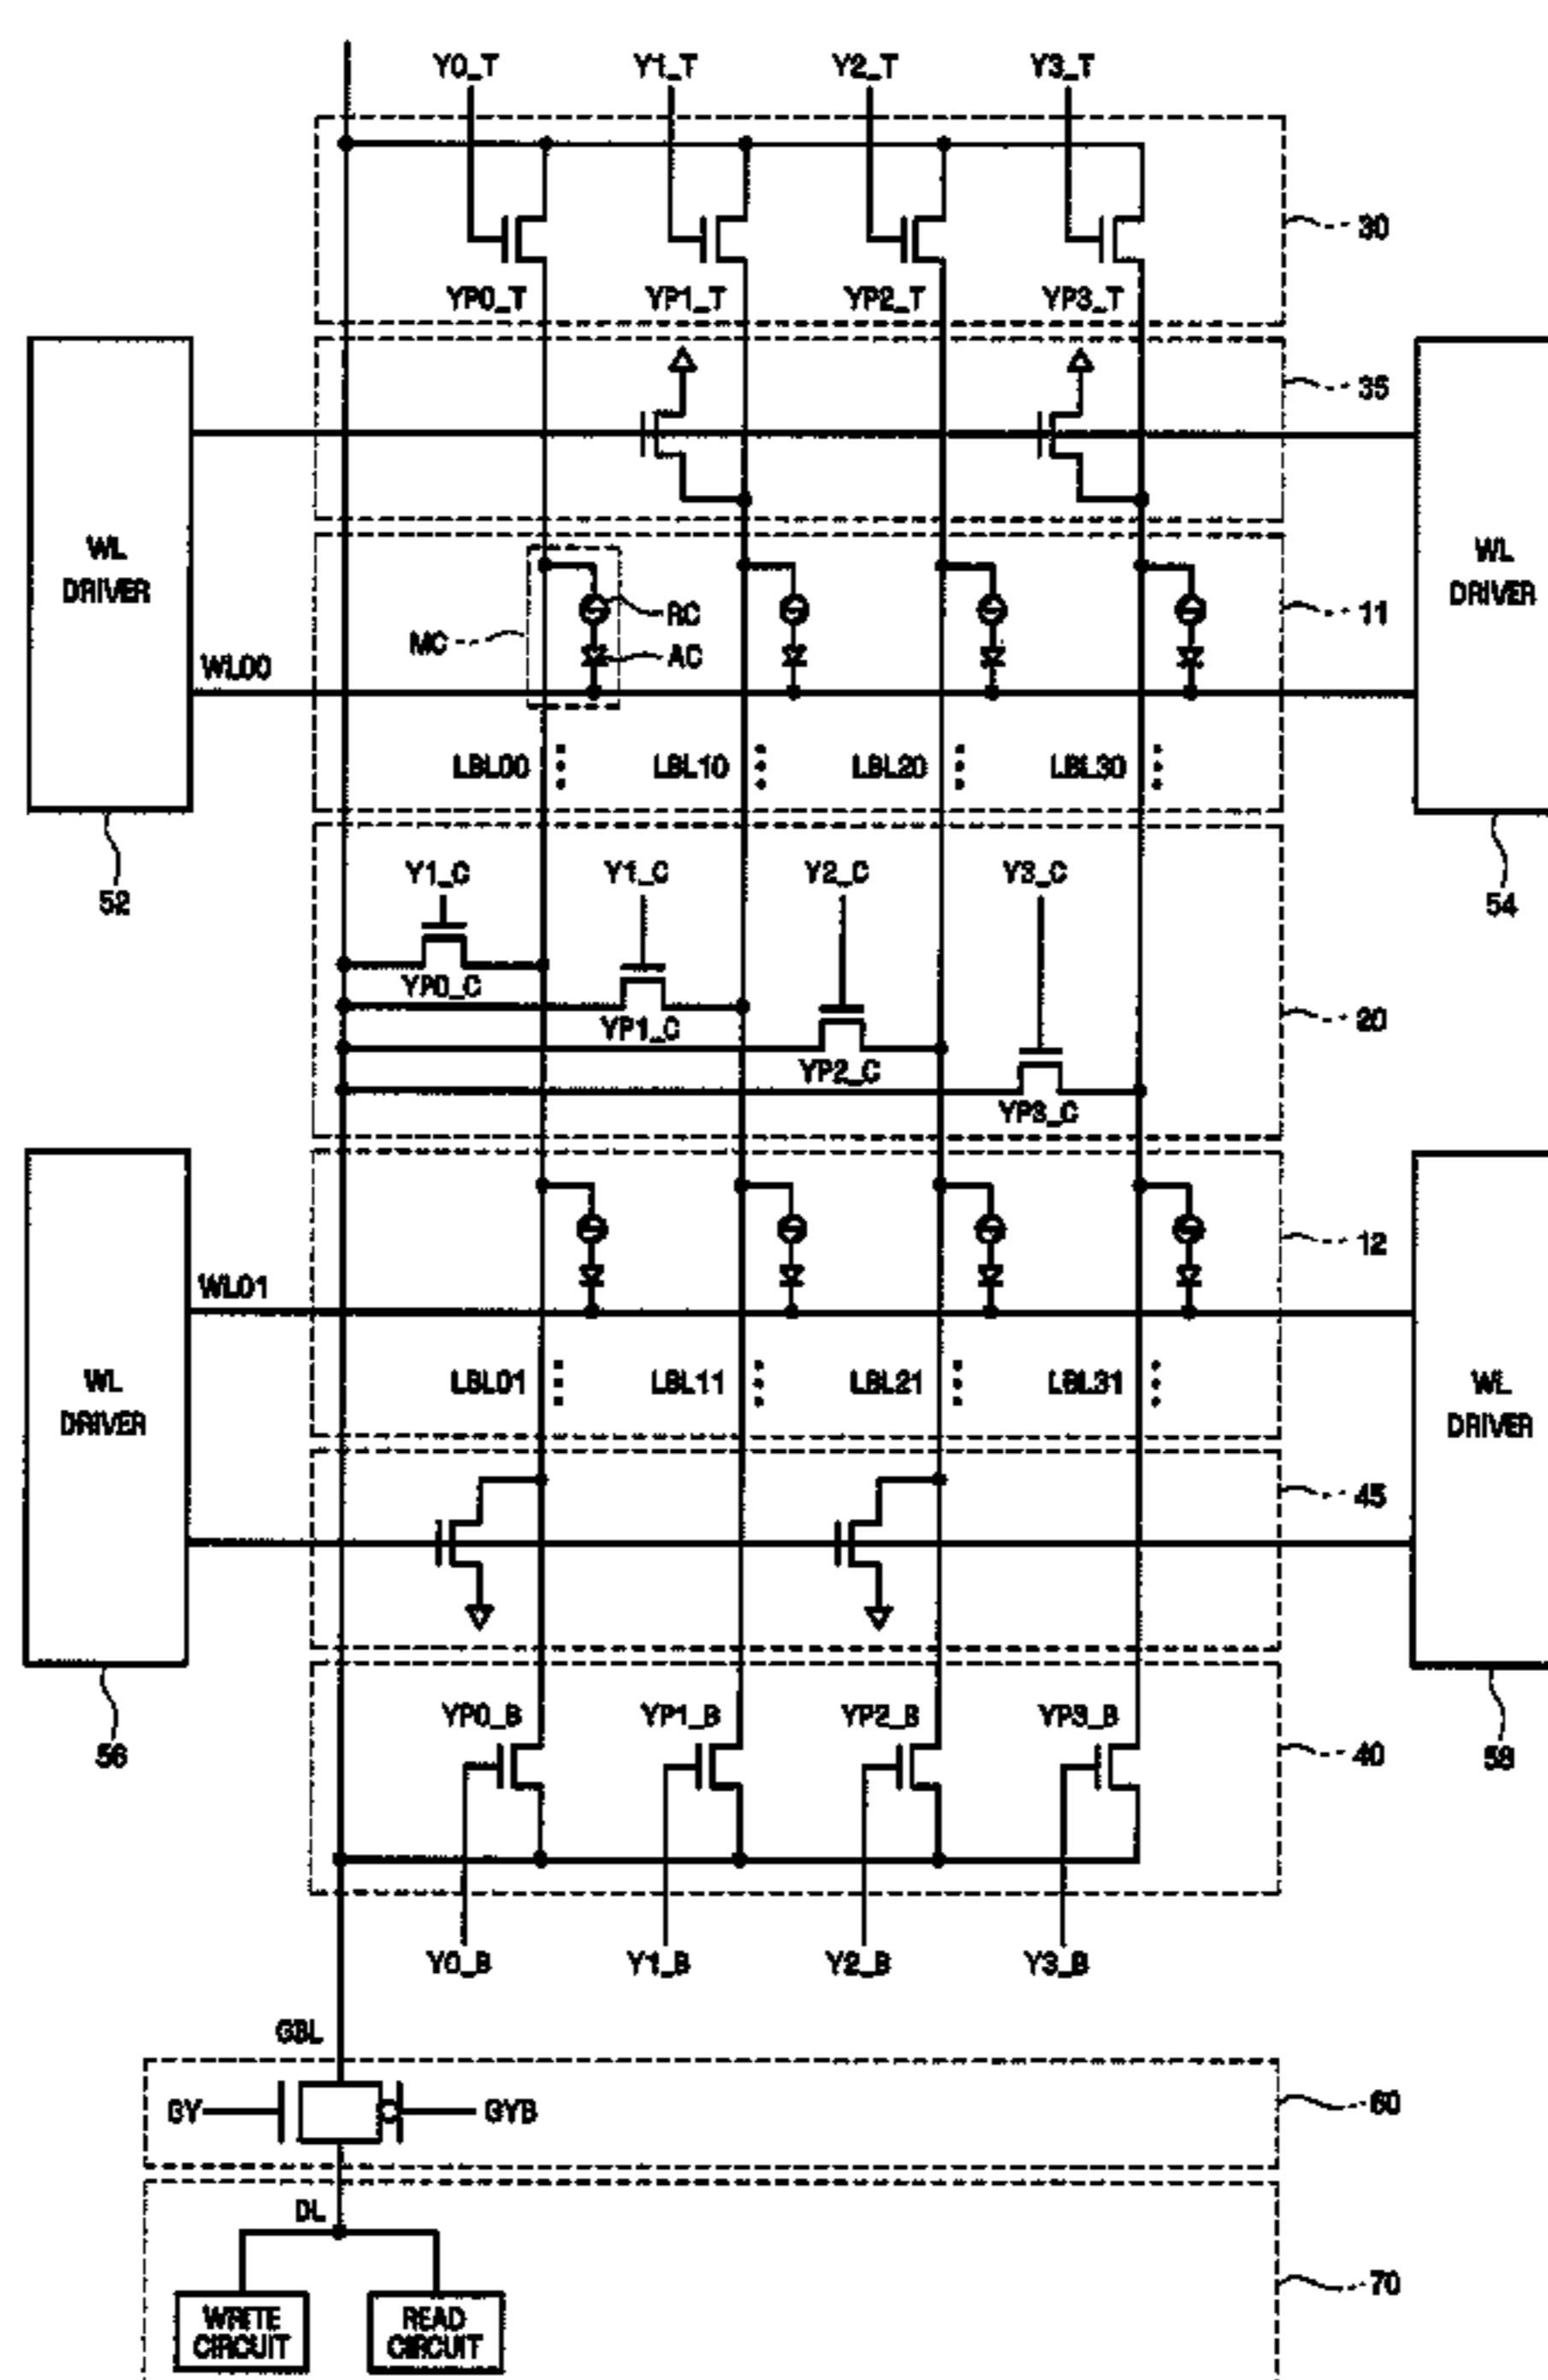 Y0_T Y1_T Y2_T Y3_T
30
YP0_T YP1_T YP2_T YP3_T
35
WL
DRIVER
WL
DRIVER
RC
11
MC
AC
WL00
LBL00 LBL10 LBL20 LBL30
Y1_C Y1_C Y2_C Y3_C
52
54
YP0_C
20
YP1_C
YP2_C
YP3_C
12
WL01
WL
DRIVER
LBL01 LBL11 LBL21 LBL31
WL
DRIVER
45
YP0_B YP1_B YP2_B YP3_B
56
40
58
Y0_B Y1_B Y2_B Y3_B
GBL
GY
GYB
60
DL
70
WRITE
CIRCUIT
READ
CIRCUIT